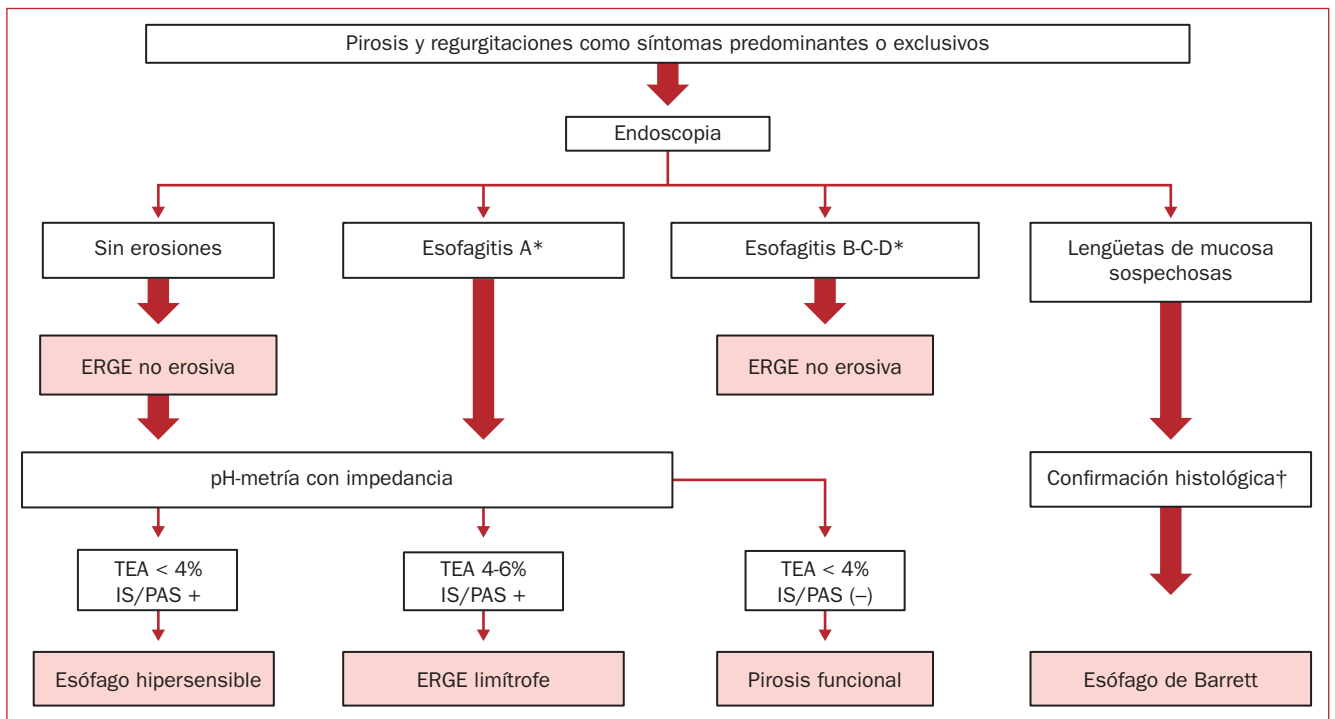 Pirosis y regurgitaciones como síntomas predominantes o exclusivos
Endoscopia
Sin erosiones
Esofagitis A*
Esofagitis B-C-D*
Lengüetas de mucosa
sospechosas
ERGE no erosiva
ERGE no erosiva
pH-metría con impedancia
Confirmación histológica†
TEA < 4%
IS/PAS +
TEA 4-6%
IS/PAS +
TEA < 4%
IS/PAS (–)
Esófago hipersensible
ERGE limítrofe
Pirosis funcional
Esófago de Barrett